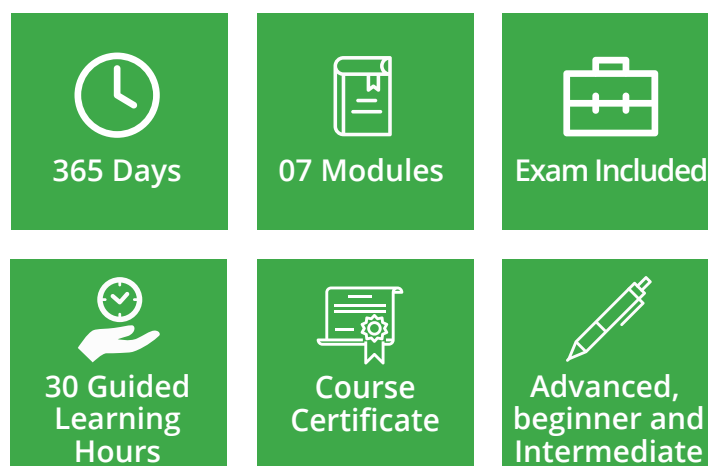 365 Days
07 Modules
Exam Included
30 Guided
Learning
Hours
Course
Certificate
Advanced,
beginner and
Intermediate